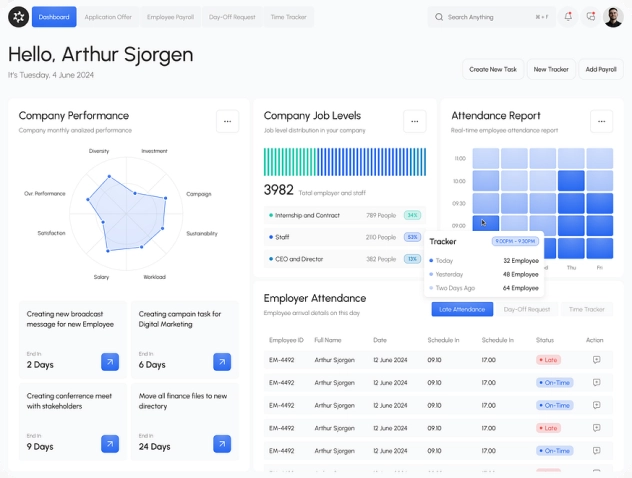 Dashboard
Application Offer
Employee Payroll
Day-Off Request
Time Tracker
Search Anything
⌘ + F
Hello, Arthur Sjorgen
It's Tuesday, 4 June 2024
Create New Task
New Tracker
Add Payroll
Company Performance
Company monthly analized performance
Diversity
Investment
Our Performance
Campaign
Satisfaction
Sustainability
Salary
Workload
Creating new broadcast
message for new Employee
End In
2 Days
Creating campain task for
Digital Marketing
End In
6 Days
Creating conferrence meet
with stakeholders
End In
9 Days
Move all finance files to new
directory
End In
24 Days
Company Job Levels
Job level distribution in your company
3982 Total employer and staff
Internship and Contract 789 People 34%
Staff 2110 People 53%
CEO and Director 382 People 13%
Attendance Report
Real-time employee attendance report
11:00
10:00
09:30
09:00
Thu
Fri
Tracker 9.00PM - 9.30PM
Today 32 Employee
Yesterday 48 Employee
Two Days Ago 64 Employee
Employer Attendance
Employee arrival details on this day
Late Attendance
Day-Off Request
Time Tracker
Employee ID Full Name Date Schedule In Schedule In Status Action
EM-4492 Arthur Sjorgen 12 June 2024 09.10 17.00 Late
EM-4492 Arthur Sjorgen 12 June 2024 09.10 17.00 On-Time
EM-4492 Arthur Sjorgen 12 June 2024 09.10 17.00 On-Time
EM-4492 Arthur Sjorgen 12 June 2024 09.10 17.00 Late
EM-4492 Arthur Sjorgen 12 June 2024 09.10 17.00 On-Time